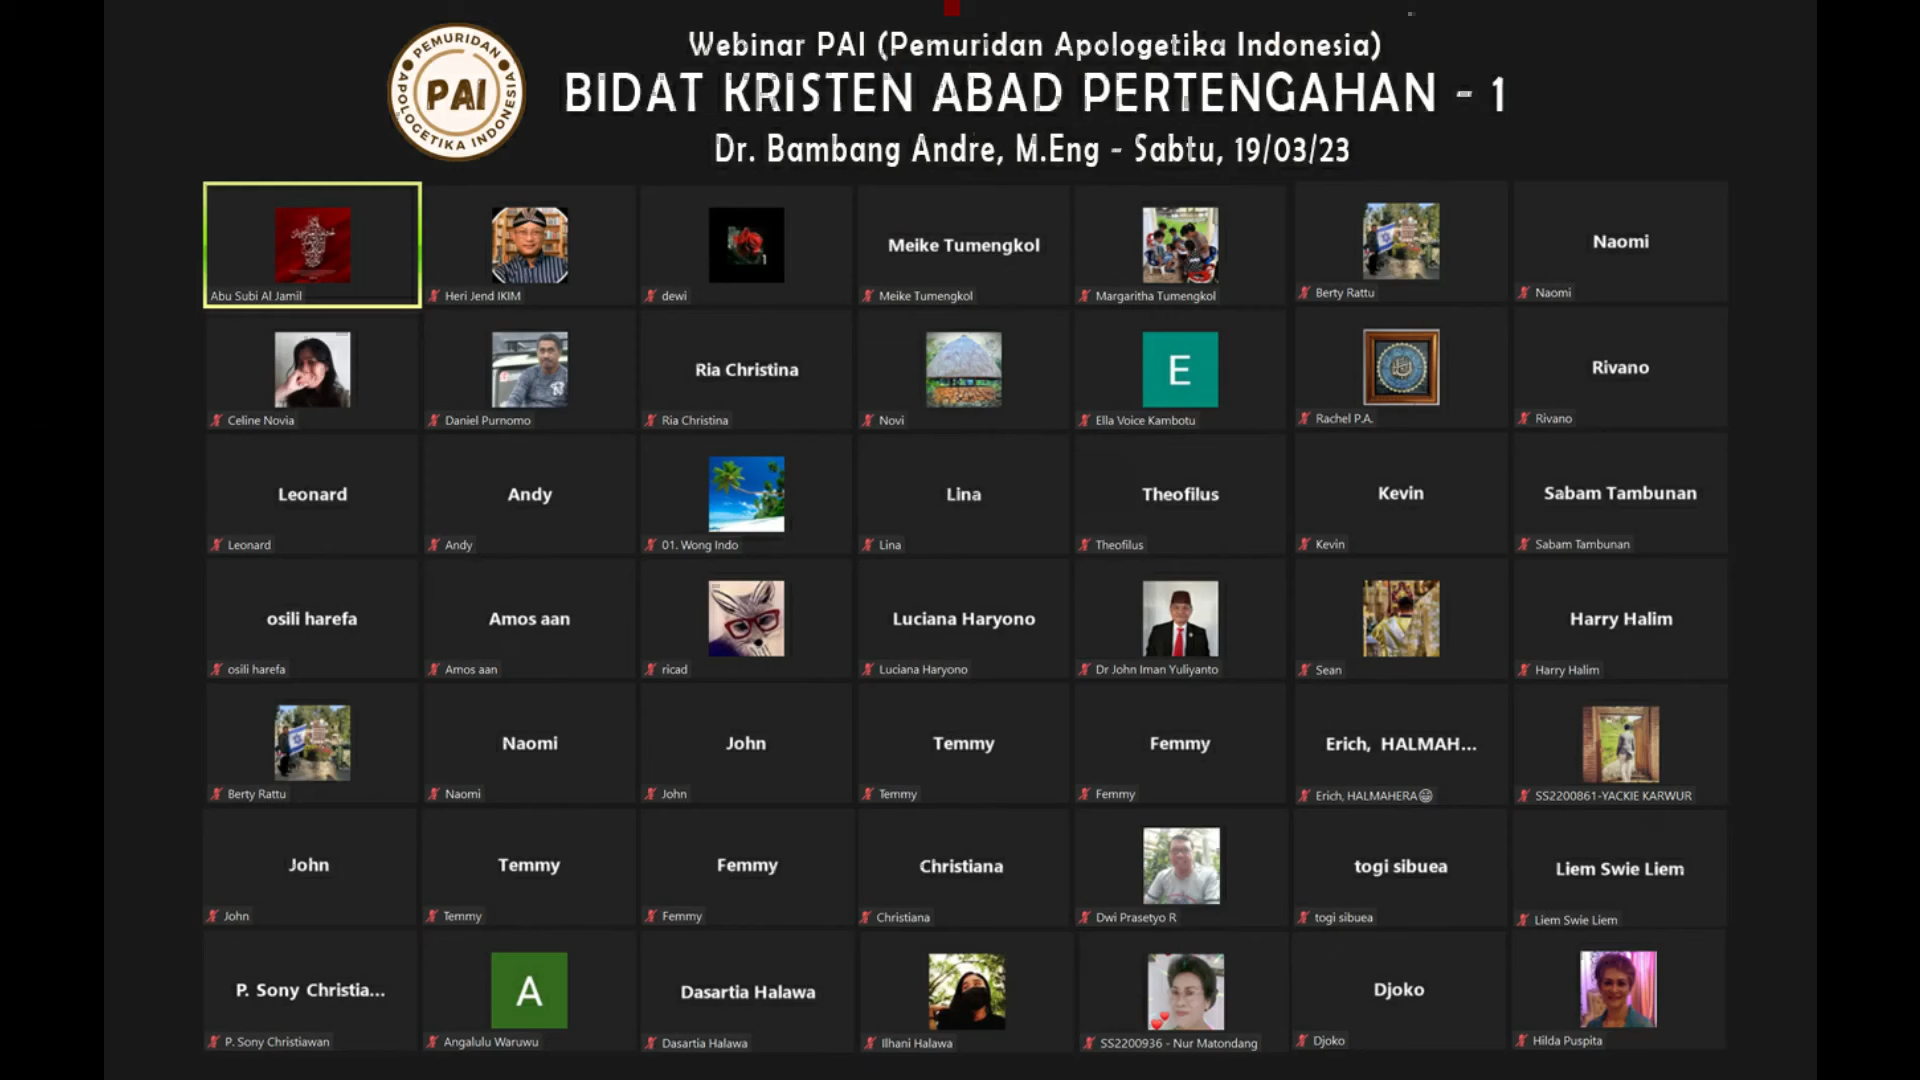 PEMURIDAN
PAI
APOLOGETIKA INDONESIA
Webinar PAI (Pemuridan Apologetika Indonesia)
BIDAT KRISTEN ABAD PERTENGAHAN - 1
Dr. Bambang Andre, M.Eng - Sabtu, 19/03/23
Meike Tumengkol
Naomi
Abu Subi Al Jamil
Heri Jend IKIM
dewi
Meike Tumengkol
Margaritha Tumengkol
Berty Rattu
Naomi
Ria Christina
E
Rivano
Celine Novia
Daniel Purnomo
Ria Christina
Novi
Ella Voice Kambotu
Rachel P.A.
Rivano
Leonard
Andy
Lina
Theofilus
Kevin
Sabam Tambunan
Leonard
Andy
01. Wong Indo
Lina
Theofilus
Kevin
Sabam Tambunan
osili harefa
Amos aan
Luciana Haryono
Harry Halim
osili harefa
Amos aan
ricad
Luciana Haryono
Dr John Iman Yuliyanto
Sean
Harry Halim
Naomi
John
Temmy
Femmy
Erich, HALMAH...
Berty Rattu
Naomi
John
Temmy
Femmy
Erich, HALMAHERA😄
SS2200861-YACKIE KARWUR
John
Temmy
Femmy
Christiana
togi sibuea
Liem Swie Liem
John
Temmy
Femmy
Christiana
Dwi Prasetyo R
togi sibuea
Liem Swie Liem
P. Sony Christia...
A
Dasartia Halawa
Djoko
P. Sony Christiawan
Angalulu Waruwu
Dasartia Halawa
Ilhani Halawa
SS2200936 - Nur Matondang
Djoko
Hilda Puspita